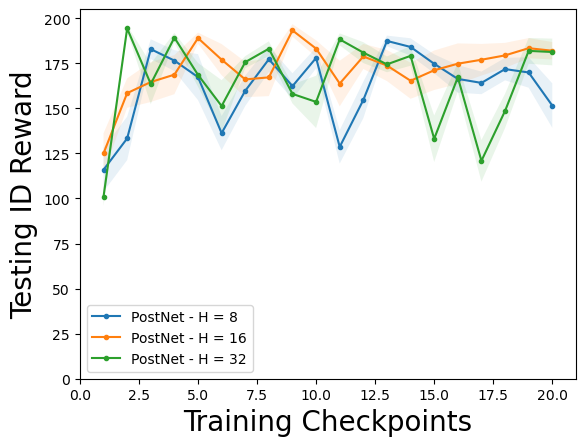 200
175
150
125
100
75
50
25
0
Testing ID Reward
PostNet - H = 8
PostNet - H = 16
PostNet - H = 32
0.0 2.5 5.0 7.5 10.0 12.5 15.0 17.5 20.0
Training Checkpoints